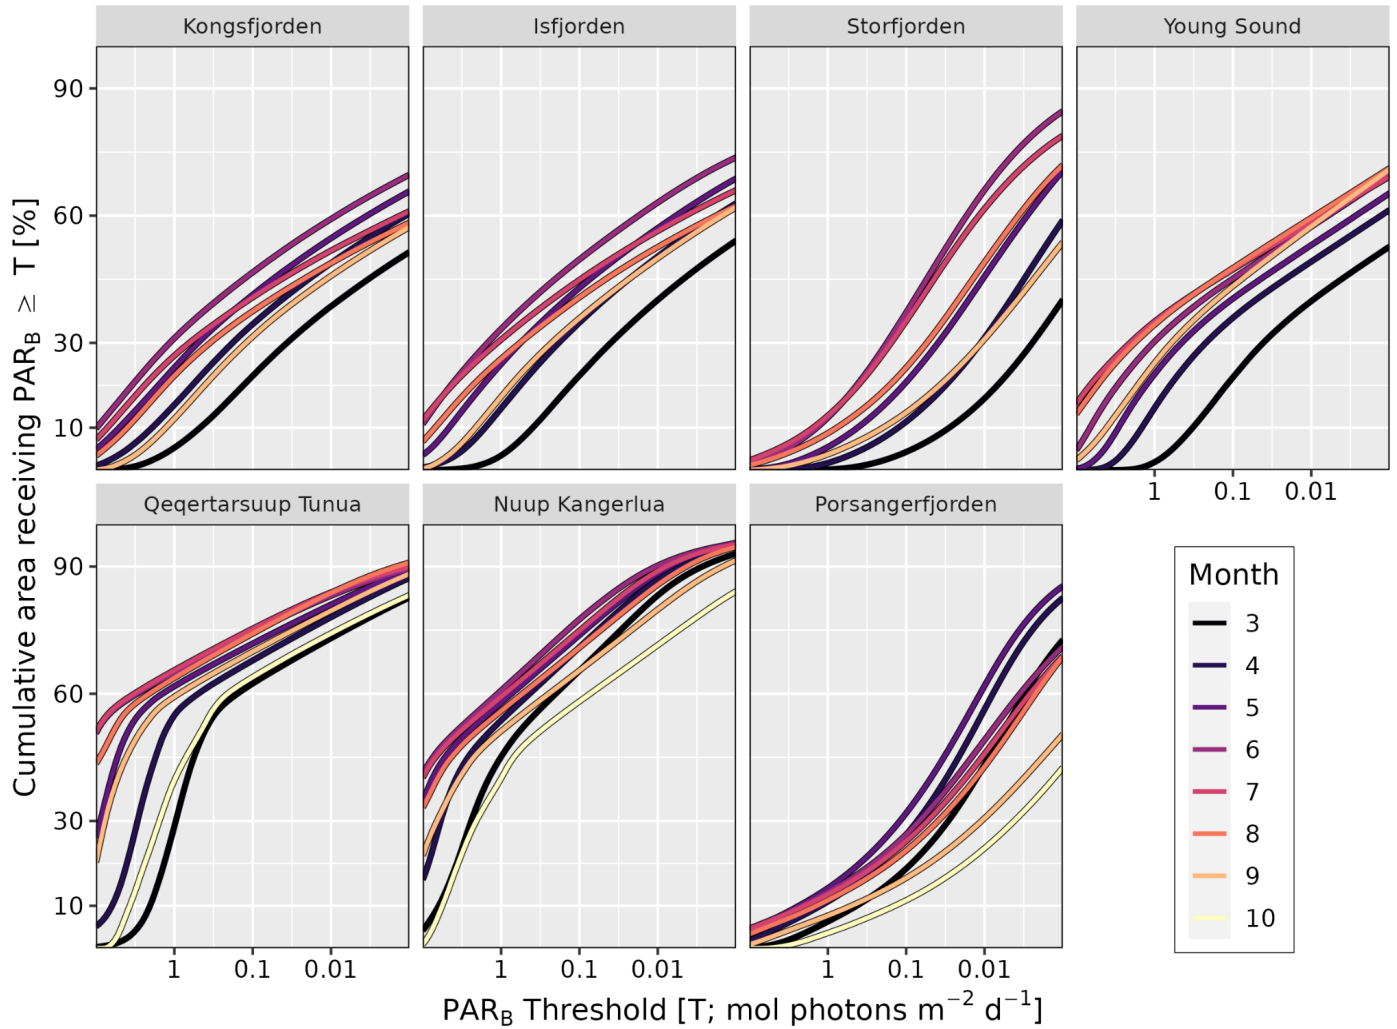 Kongsfjorden
Isfjorden
Storfjorden
Young Sound
90
60
30
10
1 0.1 0.01
Qeqertarsuup Tunua
Nuup Kangerlua
Porsangerfjorden
90
60
30
10
1 0.1 0.01
1 0.1 0.01
1 0.1 0.01
Cumulative area receiving PAR_B ≥ T [%]
PAR_B Threshold [T; mol photons m⁻² d⁻¹]
Month
3
4
5
6
7
8
9
10